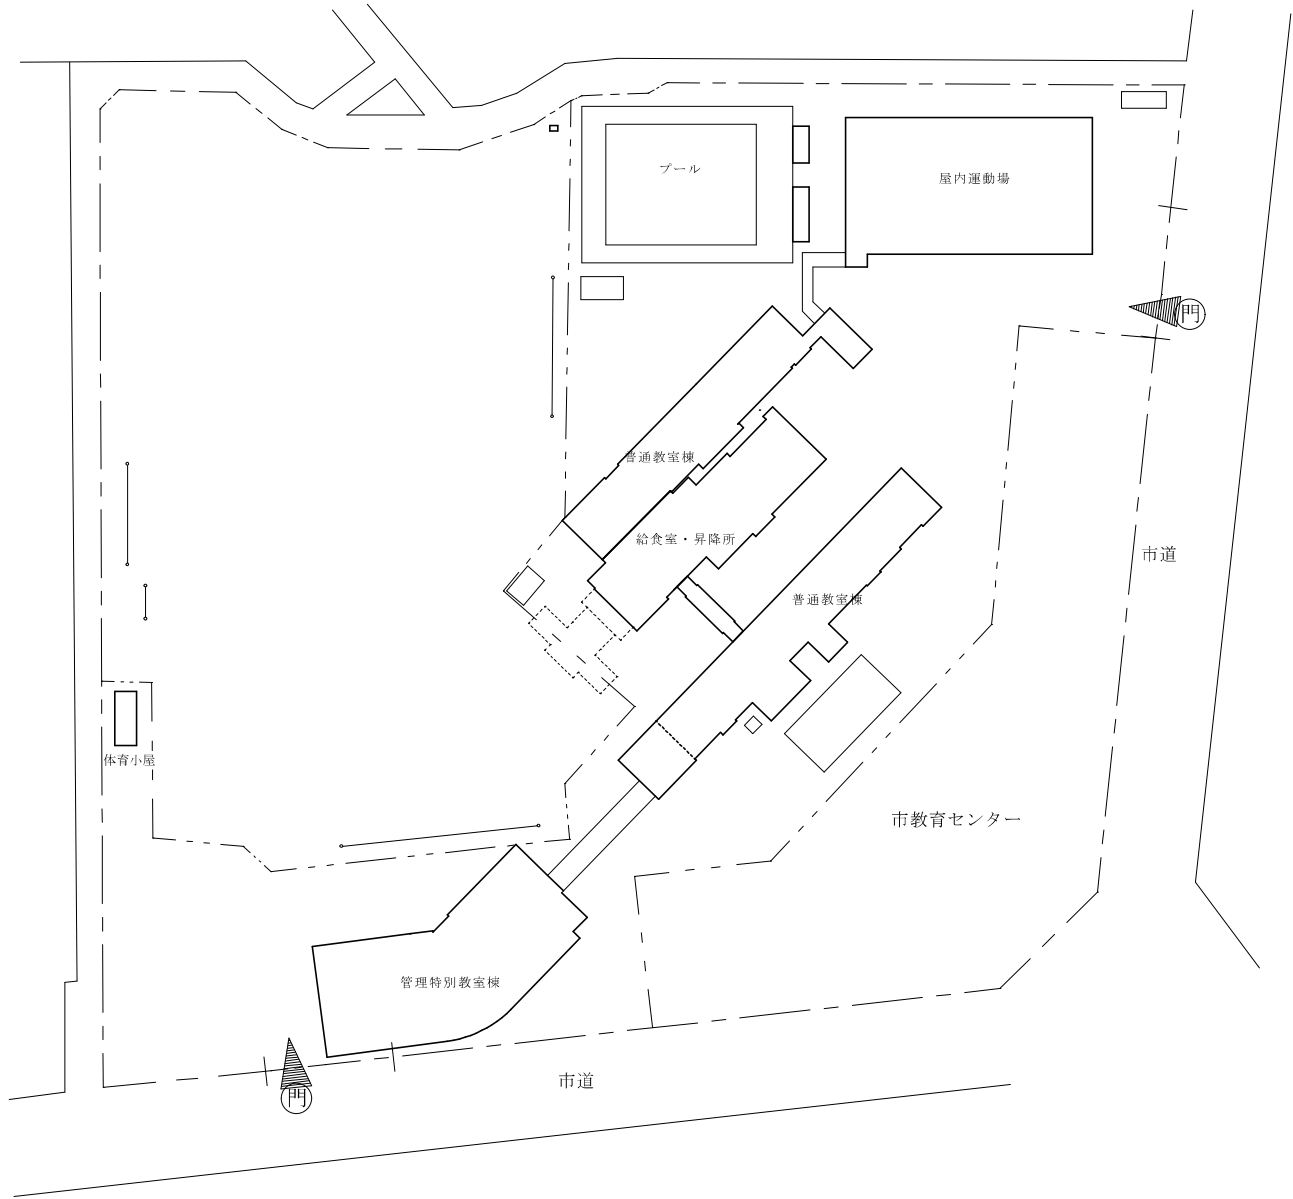 プール
屋内運動場
門
普通教室棟
給食室・昇降所
市道
普通教室棟
体育小屋
市教育センター
管理特別教室棟
市道
門